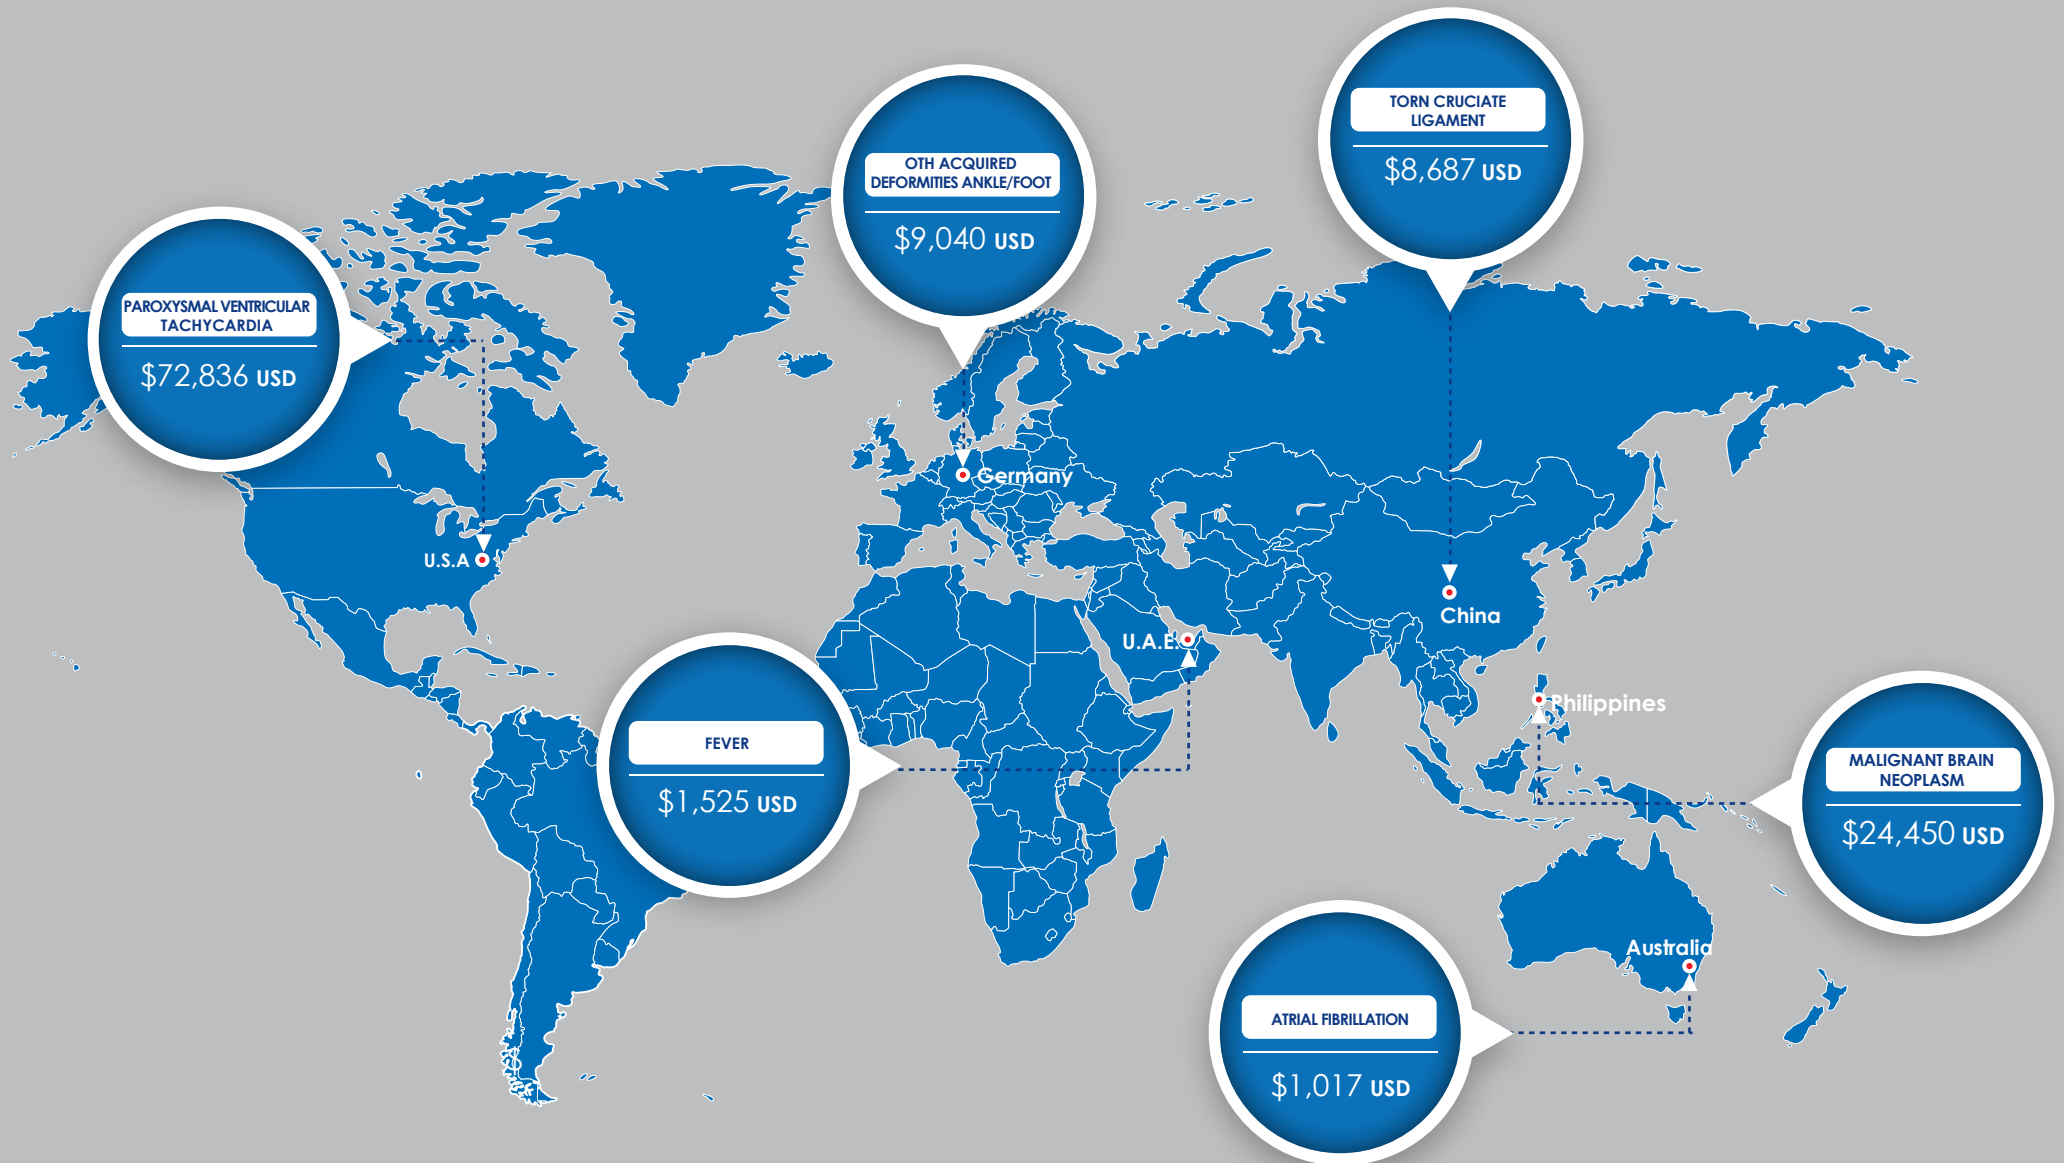 TORN CRUCIATE
LIGAMENT
$8,687 USD
OTH ACQUIRED
DEFORMITIES ANKLE/FOOT
$9,040 USD
PAROXYSMAL VENTRICULAR
TACHYCARDIA
$72,836 USD
Germany
U.S.A
China
U.A.E.
Philippines
FEVER
$1,525 USD
MALIGNANT BRAIN
NEOPLASM
$24,450 USD
Australia
ATRIAL FIBRILLATION
$1,017 USD
$